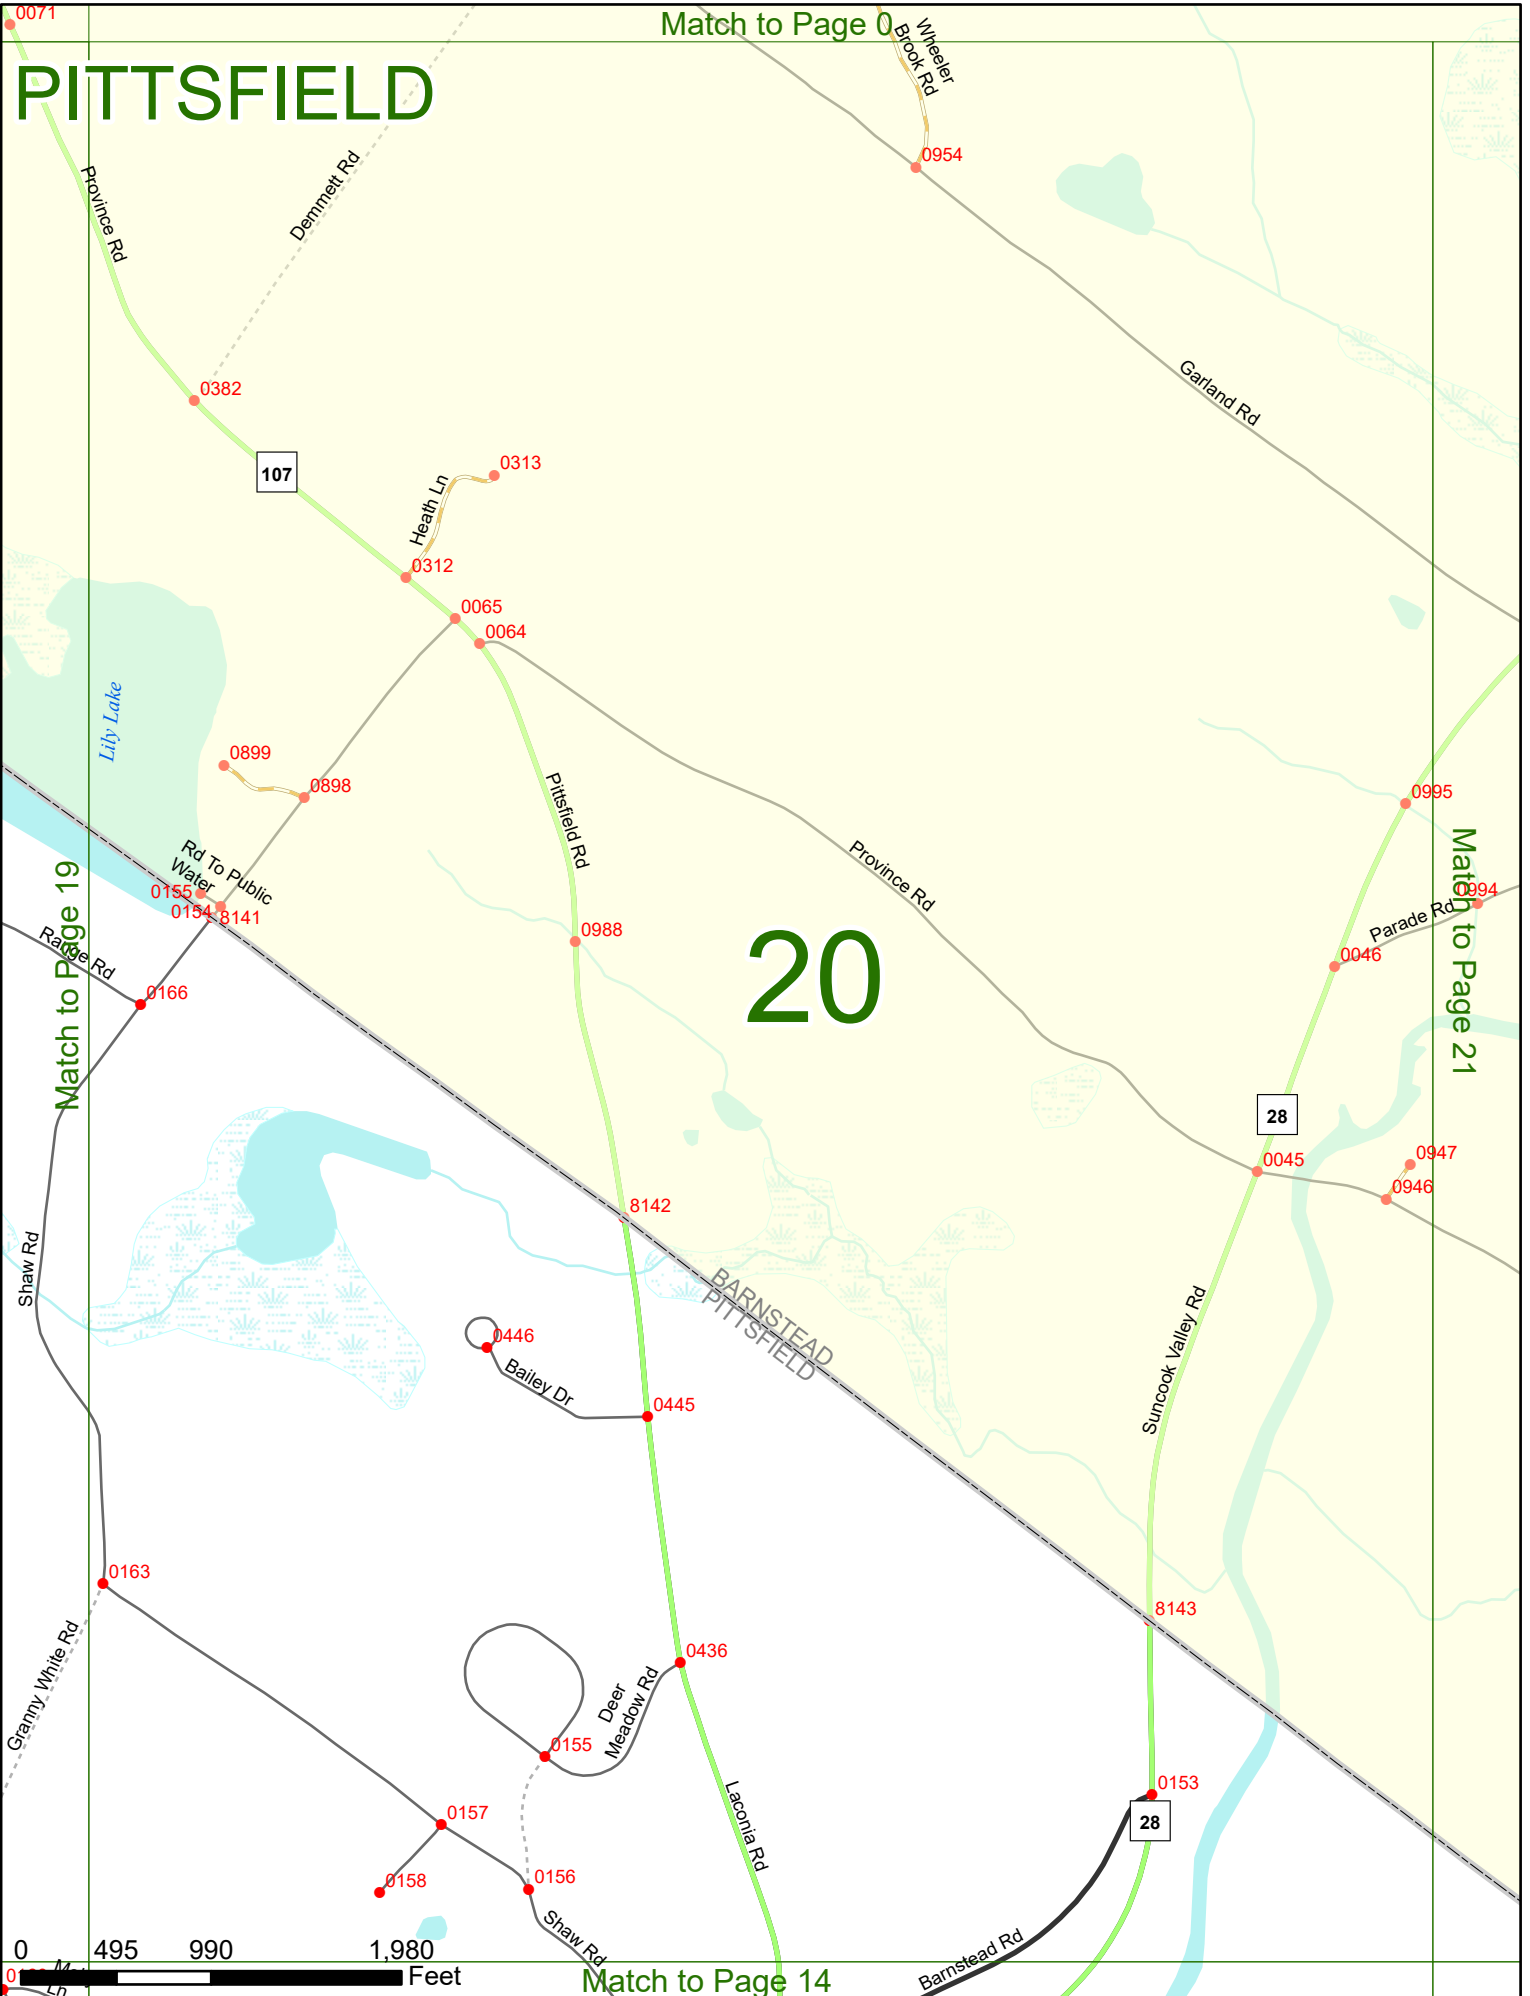 0071
Match to Page 0
Wheeler
Brook Rd
PITTSFIELD
0954
Demmett Rd
Province Rd
Garland Rd
0382
107
0313
Heath Ln
0312
0065
0064
Lily Lake
0899
0898
Pittsfield Rd
0995
Rd To Public
Water
0155
0154
8141
Province Rd
Match to Page 19
Range Rd
0166
0988
20
0994
Parade Rd
0046
Match to Page 21
28
0045
0947
0946
8142
Shaw Rd
BARNSTEAD
PITTSFIELD
0446
Bailey Dr
0445
Suncook Valley Rd
0163
8143
Granny White Rd
0436
Deer
Meadow Rd
0155
0153
28
Laconia Rd
0157
0158
0156
Shaw Rd
Barnstead Rd
0 495 990 1,980
Feet
Ln
Match to Page 14